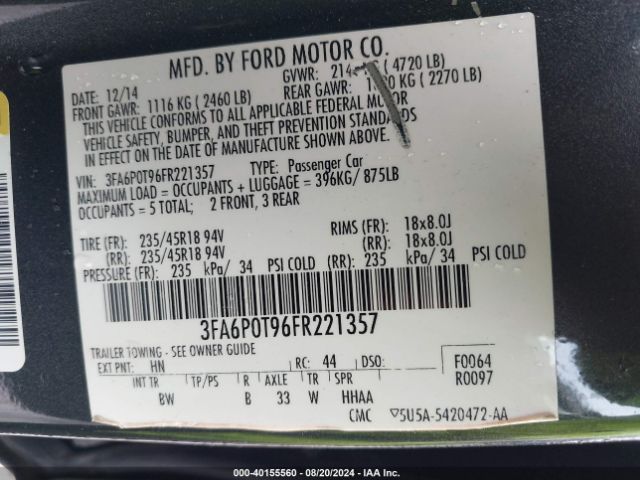 MFD. BY FORD MOTOR CO.
DATE: 12/14 GVWR: 214 ( 4720 LB)
FRONT GAWR: 1116 KG ( 2460 LB) REAR GAWR: KG ( 2270 LB)
THIS VEHICLE CONFORMS TO ALL APPLICABLE FEDERAL MOTOR
VEHICLE SAFETY, BUMPER, AND THEFT PREVENTION STANDARDS
IN EFFECT ON THE DATE OF MANUFACTURE SHOWN ABOVE.
VIN: 3FA6P0T96FR221357 TYPE: Passenger Car
MAXIMUM LOAD = OCCUPANTS + LUGGAGE = 396KG/ 875LB
OCCUPANTS = 5 TOTAL; 2 FRONT, 3 REAR
TIRE (FR): 235/45R18 94V RIMS (FR): 18x8.0J
(RR): 235/45R18 94V (RR): 18x8.0J
PRESSURE (FR): 235 kPa/ 34 PSI COLD (RR): 235 kPa/ 34 PSI COLD
3FA6P0T96FR221357
TRAILER TOWING - SEE OWNER GUIDE F0064
EXT PNT: HN RC: 44 DSO: R0097
INT TR TP/PS R AXLE TR SPR
BW B 33 W HHAA
CMC 5U5A-5420472-AA
000-40155560 - 08/20/2024 - IAA Inc.